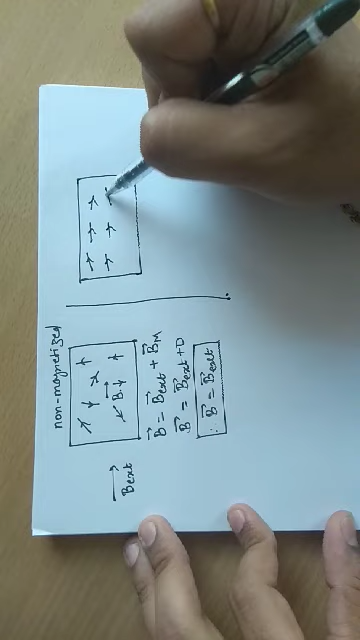 non-magnetized
B⃗
B⃗ext
B⃗ = B⃗ext + B⃗M
B⃗ = B⃗ext + 0
∴ B⃗ = B⃗ext